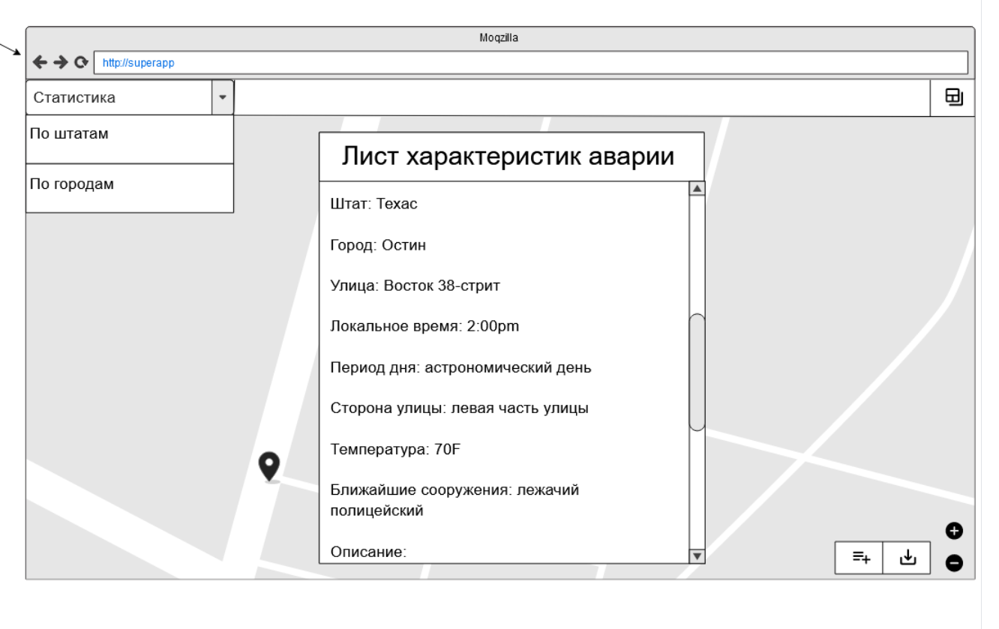 Moqzilla
http://superapp
Статистика
По штатам
По городам
Лист характеристик аварии
Штат: Техас
Город: Остин
Улица: Восток 38-стрит
Локальное время: 2:00pm
Период дня: астрономический день
Сторона улицы: левая часть улицы
Температура: 70F
Ближайшие сооружения: лежачий
полицейский
Описание: